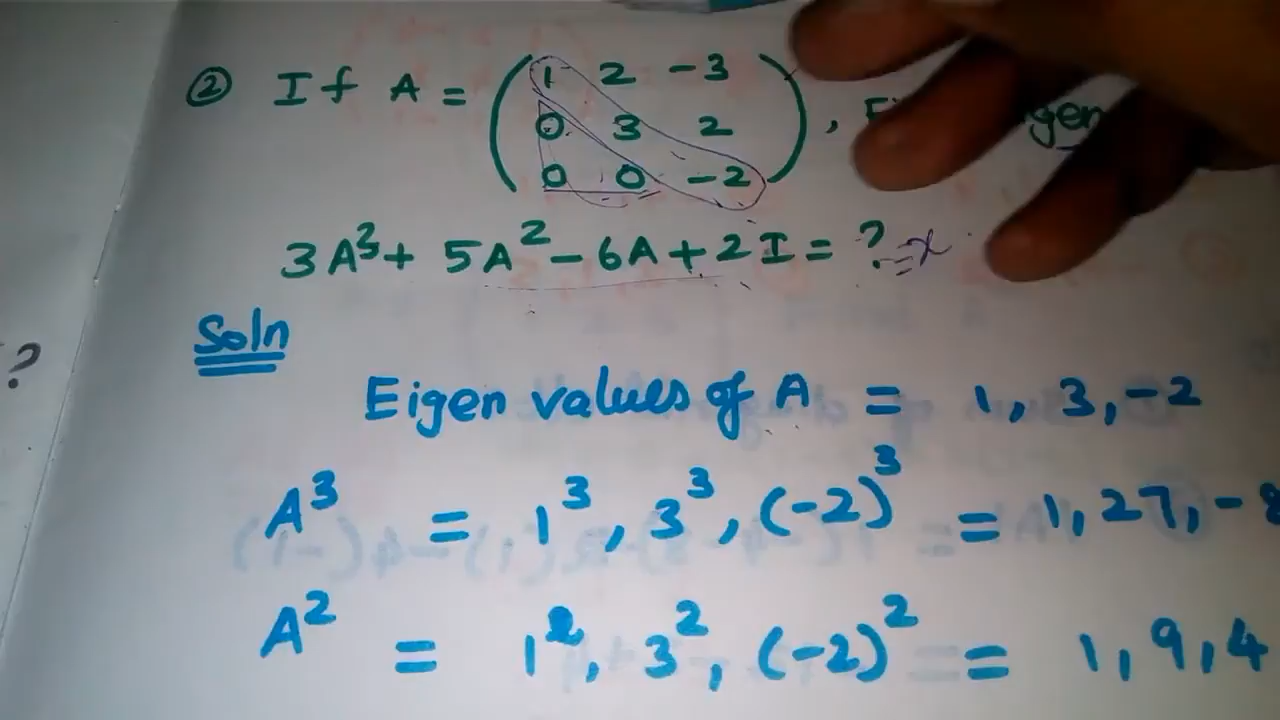 ② If A = ( 1 2 -3
0 3 2
0 0 -2 ) ,
3A³ + 5A² - 6A + 2I = ? = x
Soln
Eigen values of A = 1, 3, -2
A³ = 1³, 3³, (-2)³ = 1, 27, -8
A² = 1², 3², (-2)² = 1, 9, 4
?